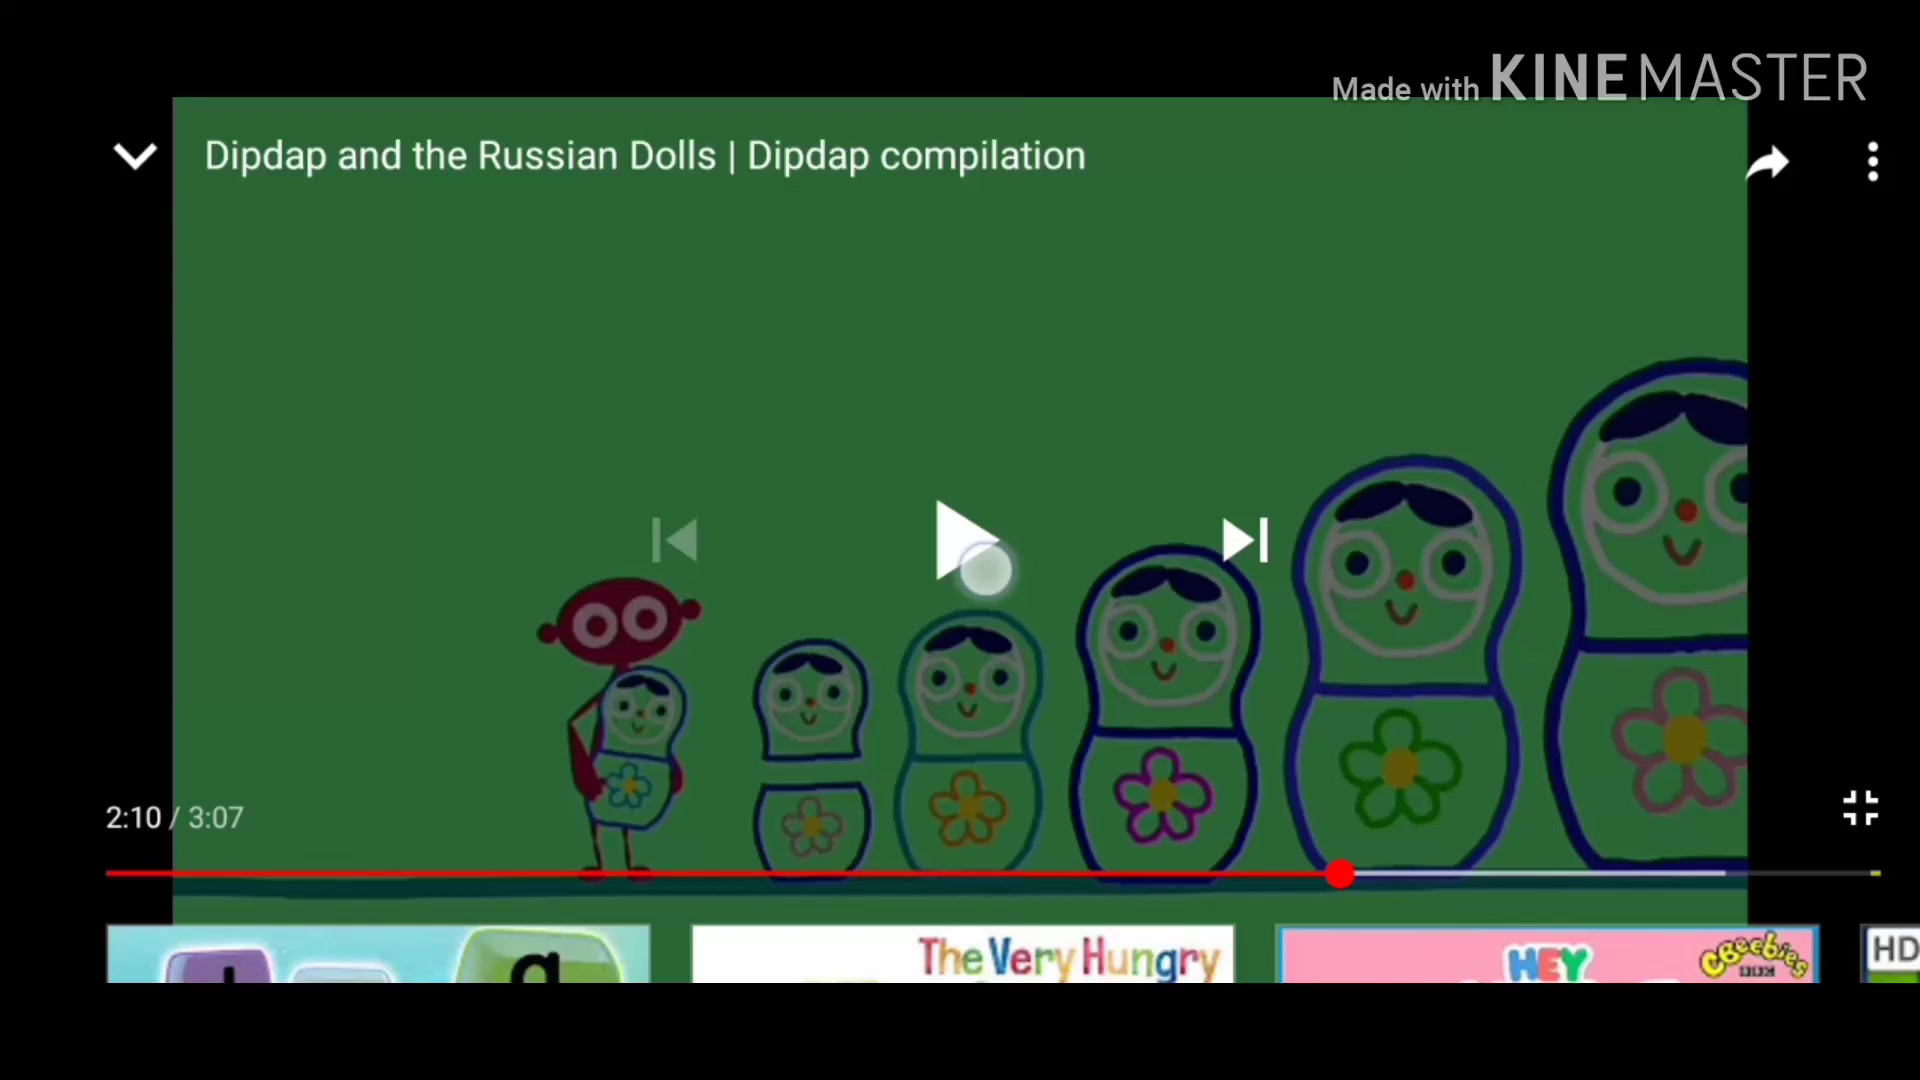 Made with KINEMASTER
Dipdap and the Russian Dolls | Dipdap compilation
2:10 / 3:07
a
The Very Hungry
HEY
CBeebies
BBC
HD